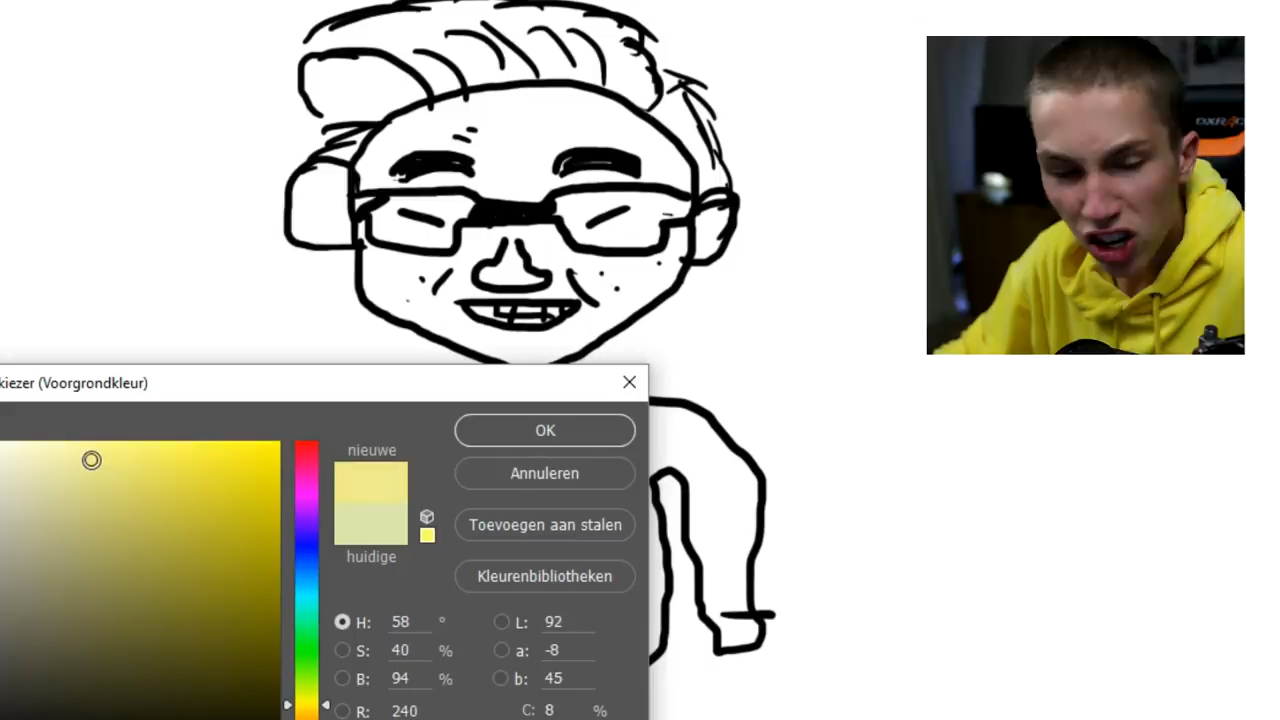 kiezer (Voorgrondkleur)
OK
nieuwe
Annuleren
Toevoegen aan stalen
huidige
Kleurenbibliotheken
H: 58 ° L: 92
S: 40 % a: -8
B: 94 % b: 45
R: 240 C: 8 %